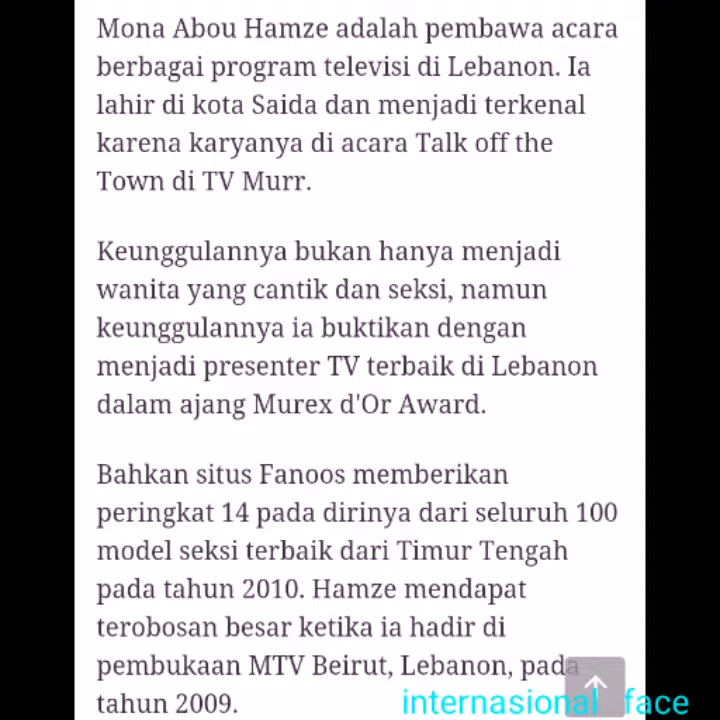 Mona Abou Hamze adalah pembawa acara
berbagai program televisi di Lebanon. Ia
lahir di kota Saida dan menjadi terkenal
karena karyanya di acara Talk off the
Town di TV Murr.
Keunggulannya bukan hanya menjadi
wanita yang cantik dan seksi, namun
keunggulannya ia buktikan dengan
menjadi presenter TV terbaik di Lebanon
dalam ajang Murex d'Or Award.
Bahkan situs Fanoos memberikan
peringkat 14 pada dirinya dari seluruh 100
model seksi terbaik dari Timur Tengah
pada tahun 2010. Hamze mendapat
terobosan besar ketika ia hadir di
pembukaan MTV Beirut, Lebanon, pada
tahun 2009.
internasional face